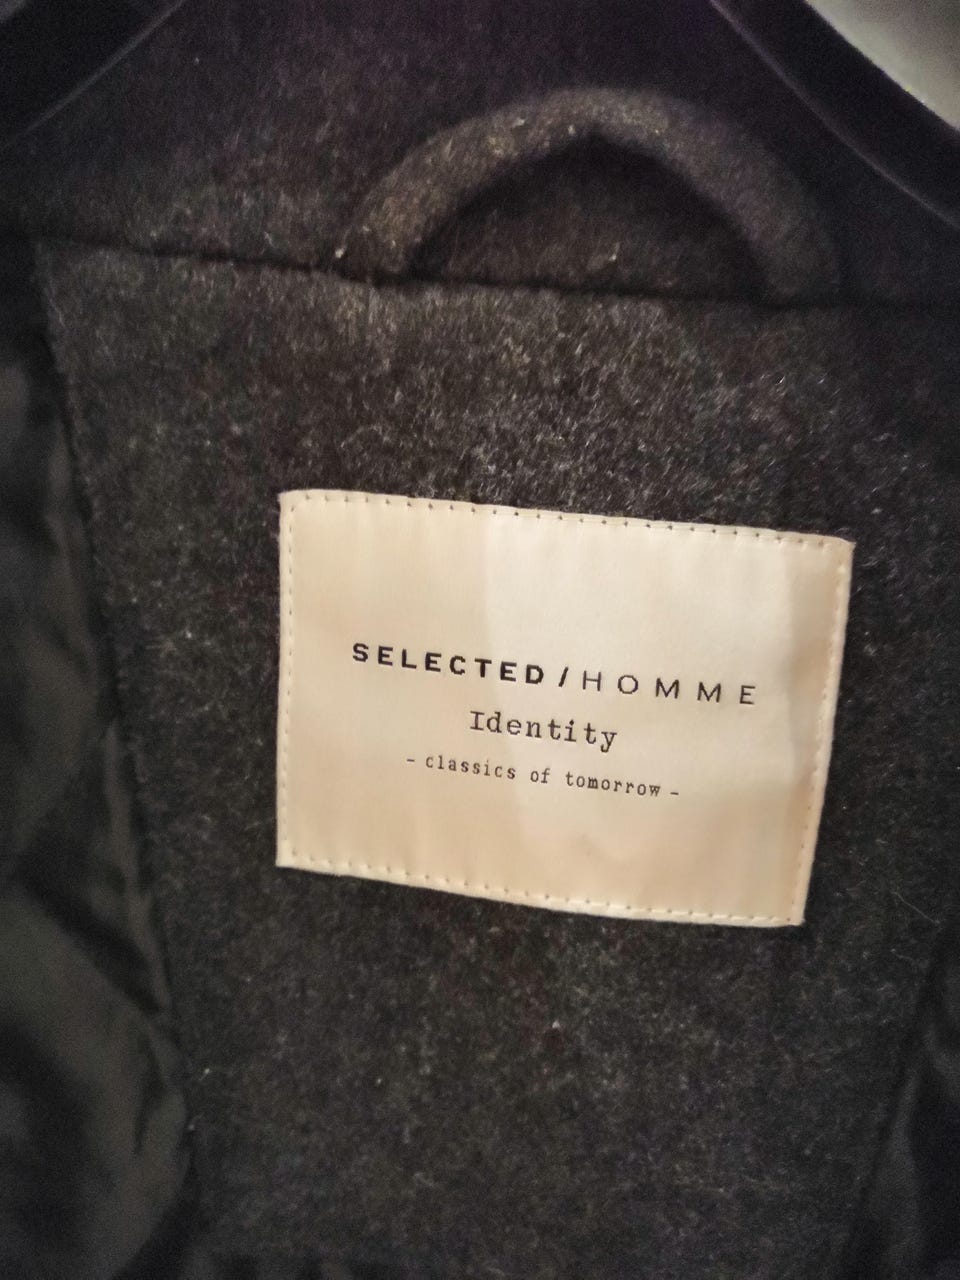 SELECTED/HOMME
Identity
- classics of tomorrow -